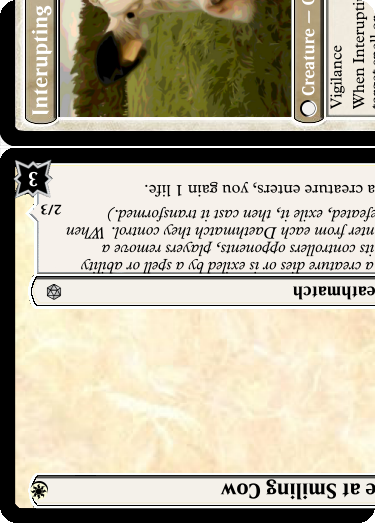 Interupting
Creature —
Vigilance
When Interupti
e at Smiling Cow
eathmatch
a creature dies or is exiled by a spell or ability
its controllers opponents, players remove a
nter from each Daethmatch they control. When
efeated, exile it, then cast it transformed.)
a creature enters, you gain 1 life.
2/3
3